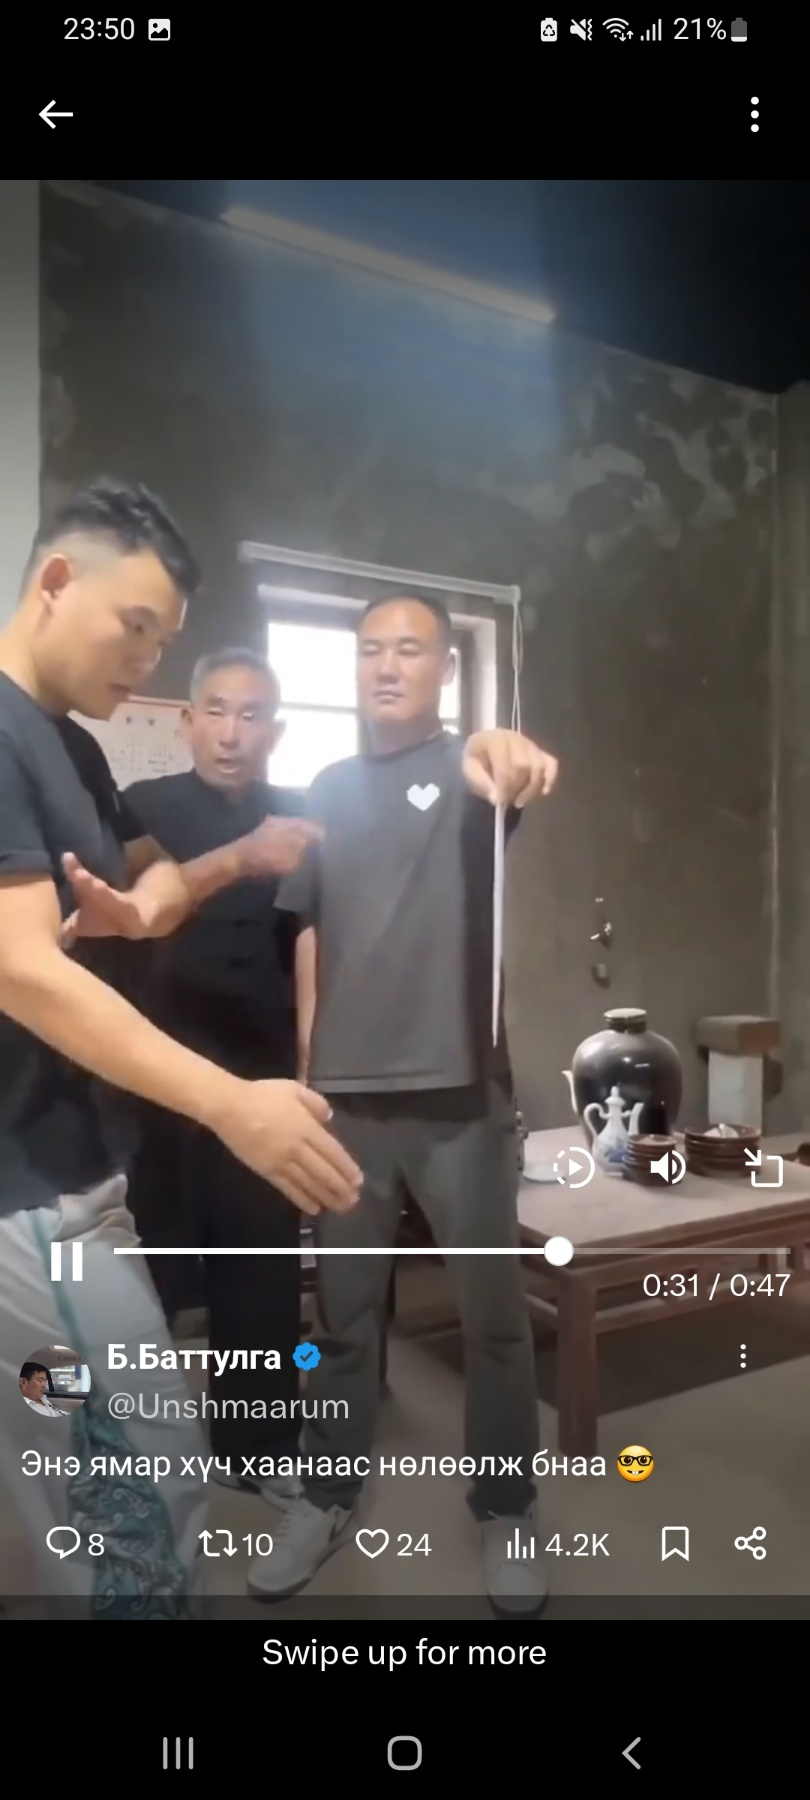 23:50
21%
0:31 / 0:47
Б.Баттулга
@Unshmaarum
Энэ ямар хүч хаанаас нөлөөлж бнаа 🤓
8 10 24 4.2K
Swipe up for more